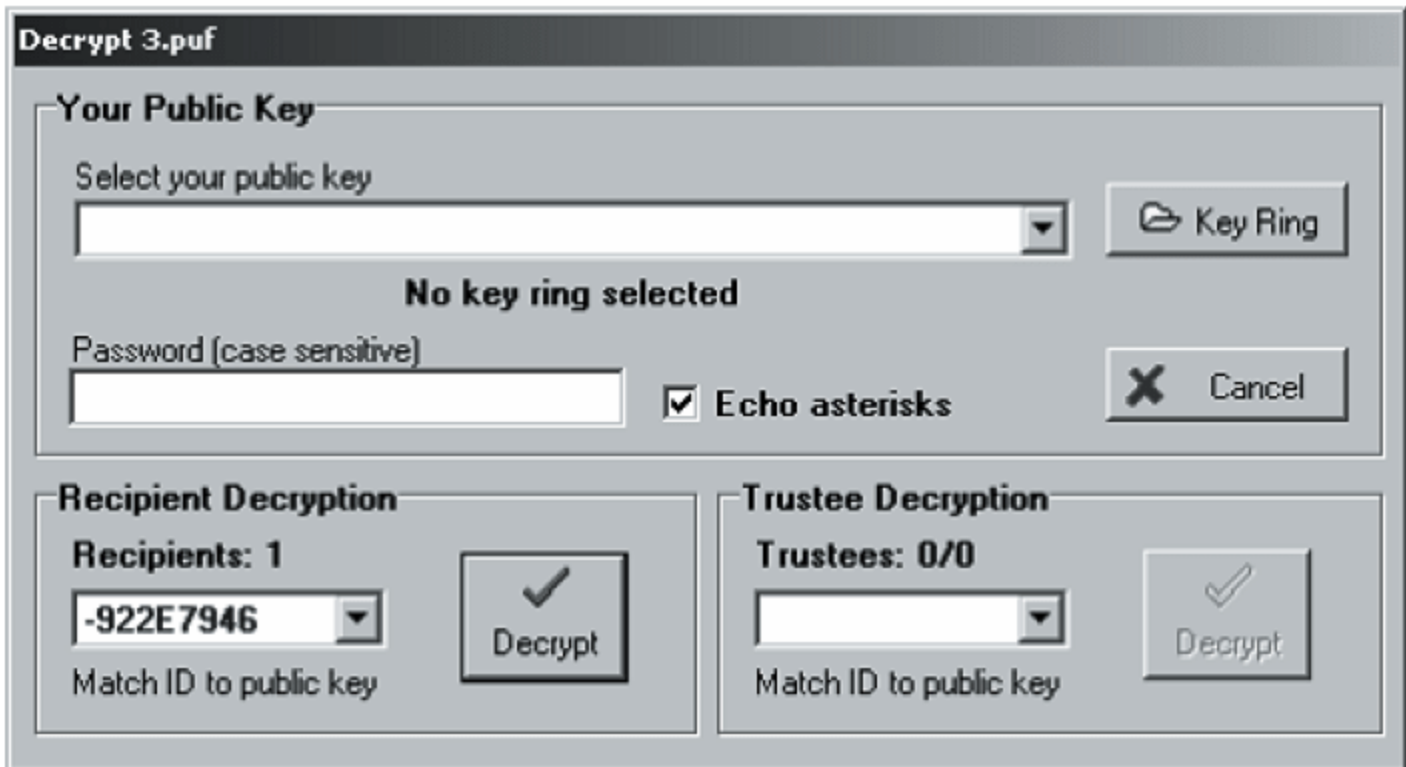 Decrypt 3.puf
Your Public Key
Select your public key
Key Ring
No key ring selected
Password (case sensitive)
Echo asterisks
Cancel
Recipient Decryption
Recipients: 1
-922E7946
Decrypt
Match ID to public key
Trustee Decryption
Trustees: 0/0
Decrypt
Match ID to public key